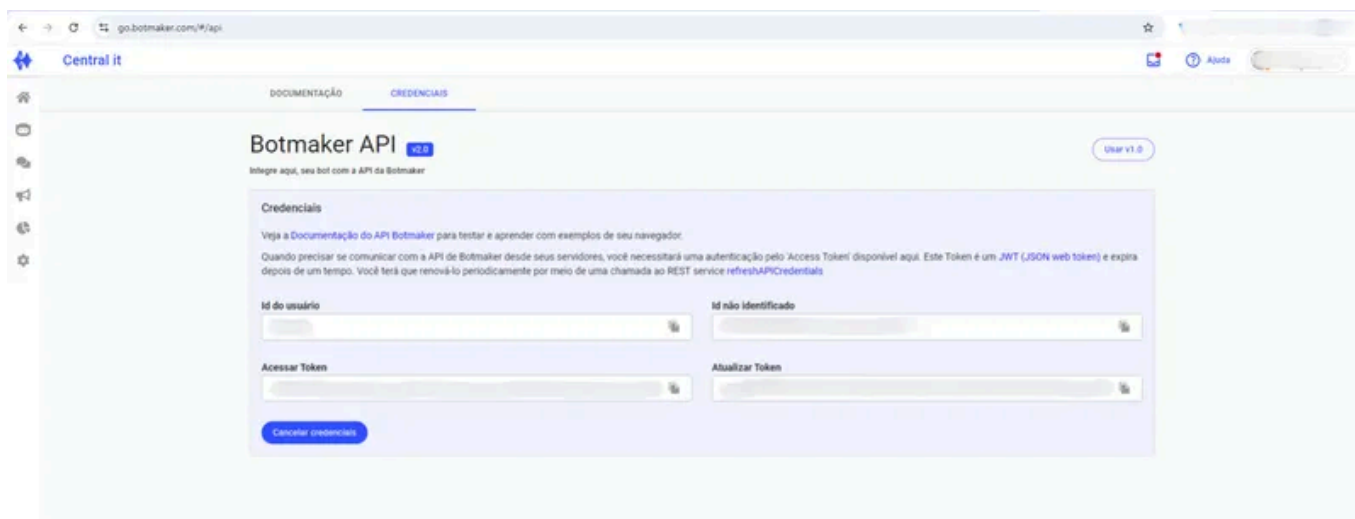 go.botmaker.com/#/api
Central it
Ajuda
DOCUMENTAÇÃO
CREDENCIAIS
Botmaker API v2.0
Usar v1.0
Integre aqui, seu bot com a API da Botmaker
Credenciais
Veja a Documentação do API Botmaker para testar e aprender com exemplos de seu navegador.
Quando precisar se comunicar com a API de Botmaker desde seus servidores, você necessitará uma autenticação pelo 'Access Token' disponível aqui. Este Token é um JWT (JSON web token) e expira
depois de um tempo. Você terá que renová-lo periodicamente por meio de uma chamada ao REST service refreshAPICredentials
Id do usuário
Id não identificado
Acessar Token
Atualizar Token
Cancelar credenciais